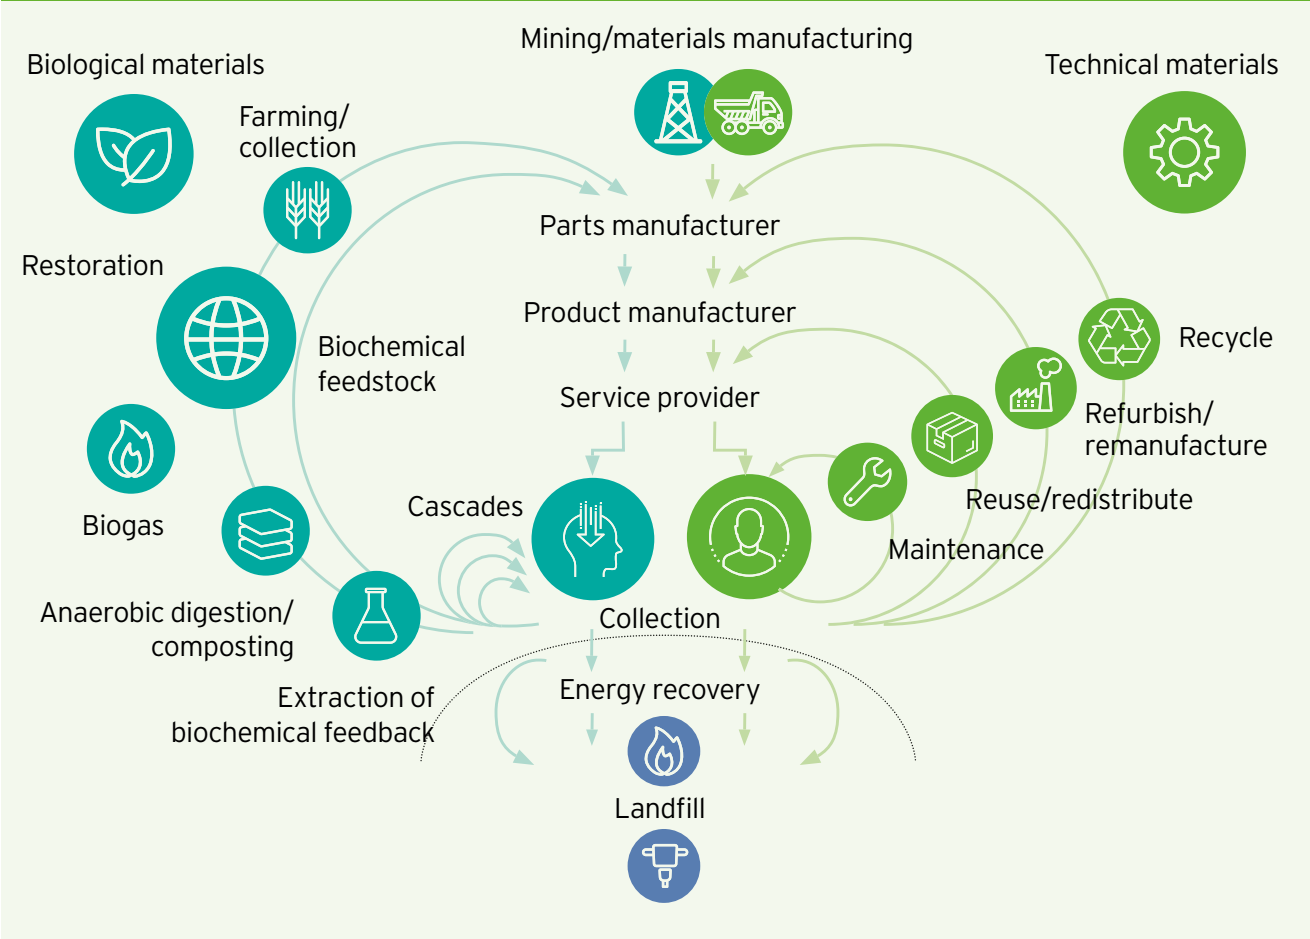 Mining/materials manufacturing
Biological materials
Technical materials
Farming/
collection
Parts manufacturer
Restoration
Product manufacturer
Biochemical
feedstock
Recycle
Service provider
Refurbish/
remanufacture
Cascades
Reuse/redistribute
Biogas
Maintenance
Anaerobic digestion/
composting
Collection
Extraction of
biochemical feedback
Energy recovery
Landfill